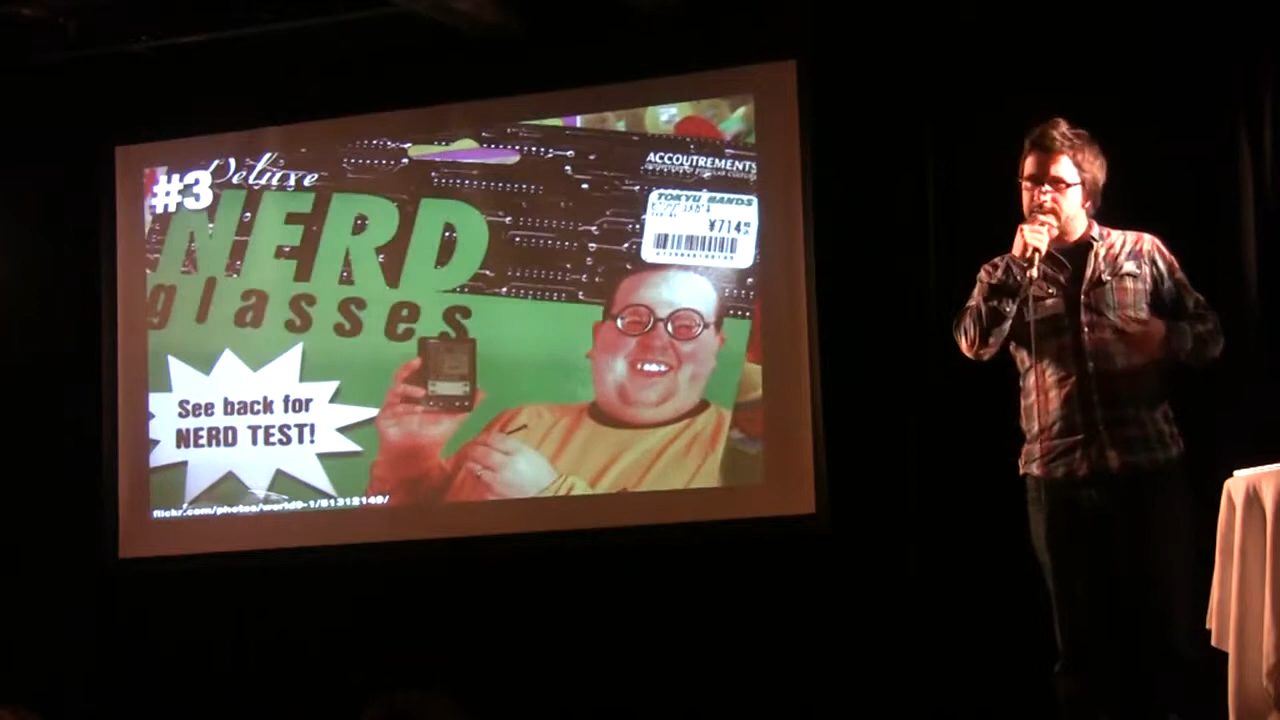 #3
Deluxe
NERD
glasses
ACCOUTREMENTS
TOKYU HANDS
¥714
See back for
NERD TEST!
flickr.com/photos/world9-1/51312149/